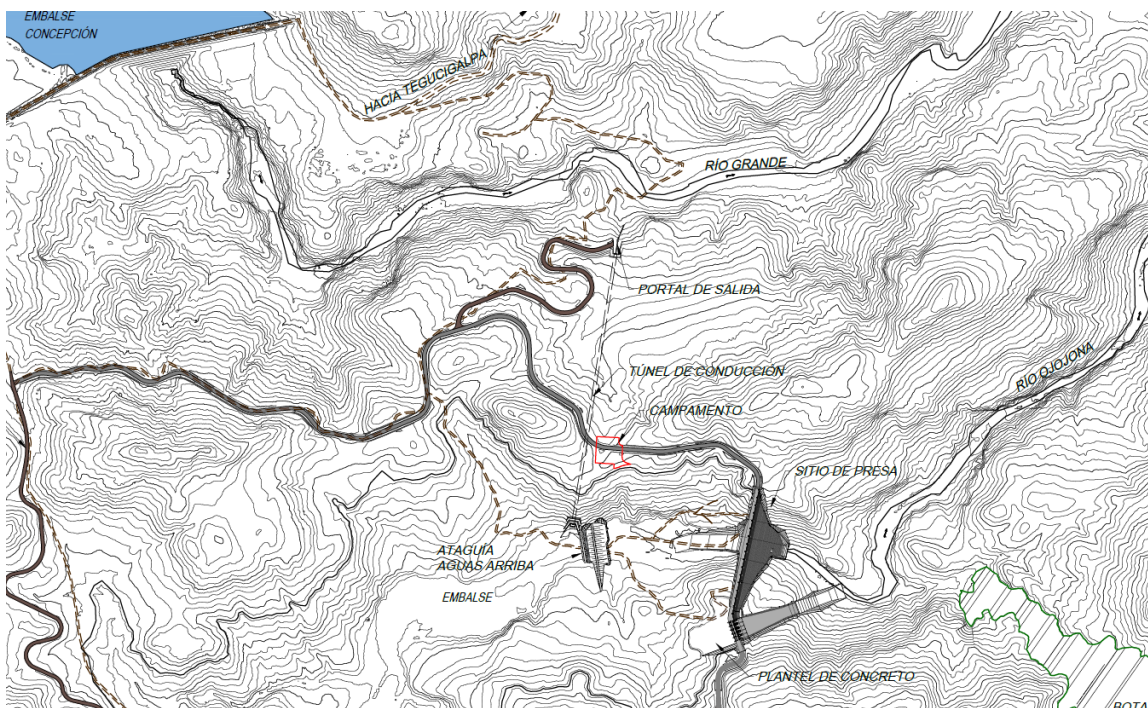 EMBALSE
CONCEPCIÓN
HACIA TEGUCIGALPA
RÍO GRANDE
PORTAL DE SALIDA
TÚNEL DE CONDUCCIÓN
CAMPAMENTO
RÍO OJOJONA
SITIO DE PRESA
ATAGUÍA
AGUAS ARRIBA
EMBALSE
PLANTEL DE CONCRETO